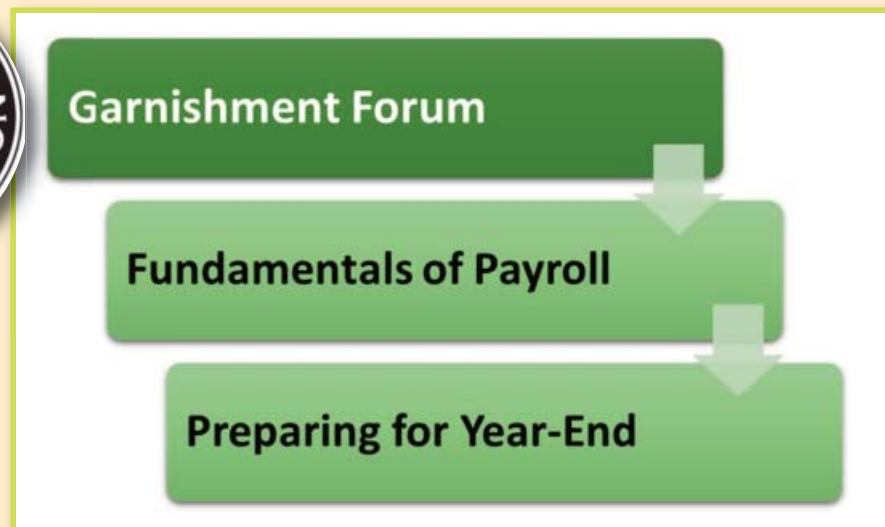 Garnishment Forum
Fundamentals of Payroll
Preparing for Year-End